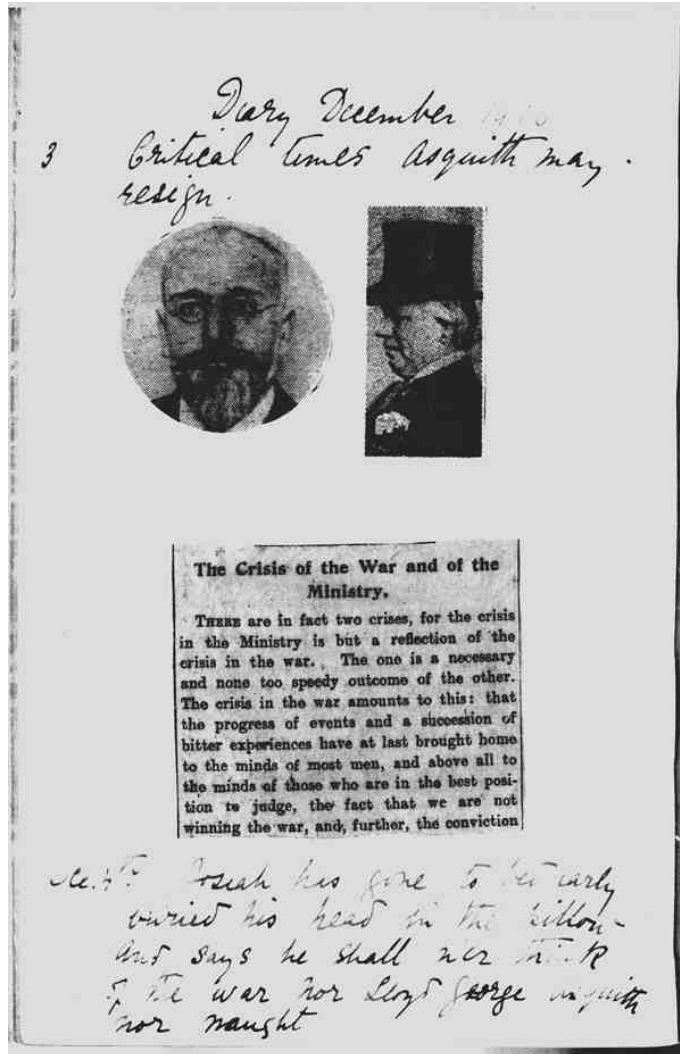 Diary December
3 Critical times Asquith may
resign.
The Crisis of the War and of the
Ministry.
THERE are in fact two crises, for the crisis
in the Ministry is but a reflection of the
crisis in the war. The one is a necessary
and none too speedy outcome of the other.
The crisis in the war amounts to this: that
the progress of events and a succession of
bitter experiences have at last brought home
to the minds of most men, and above all to
the minds of those who are in the best posi-
tion to judge, the fact that we are not
winning the war, and, further, the conviction
Josiah has gone to bed early
buried his head in the pillow -
and says he shall think
of the war nor Lloyd george asquith
nor naught